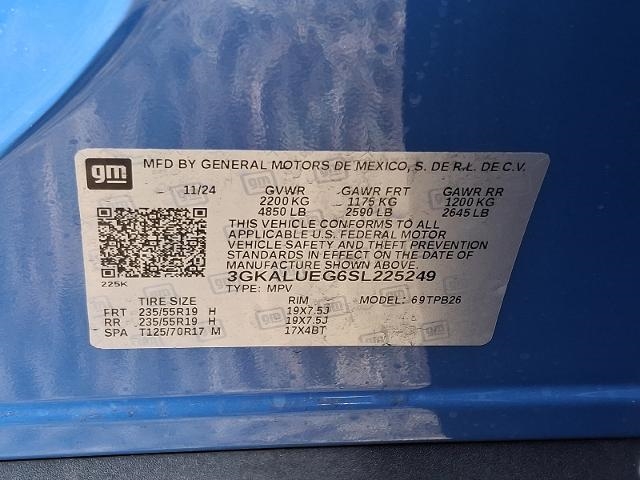 gm MFD BY GENERAL MOTORS DE MEXICO, S. DE R.L. DE C.V.
11/24 GVWR GAWR FRT GAWR RR
2200 KG 1175 KG 1200 KG
4850 LB 2590 LB 2645 LB
THIS VEHICLE CONFORMS TO ALL
APPLICABLE U.S. FEDERAL MOTOR
VEHICLE SAFETY AND THEFT PREVENTION
STANDARDS IN EFFECT ON THE DATE OF
MANUFACTURE SHOWN ABOVE.
3GKALUEG6SL225249
225K TYPE: MPV
TIRE SIZE RIM MODEL: 69TPB26
FRT 235/55R19 H 19X7.5J
RR 235/55R19 H 19X7.5J
SPA T125/70R17 M 17X4BT